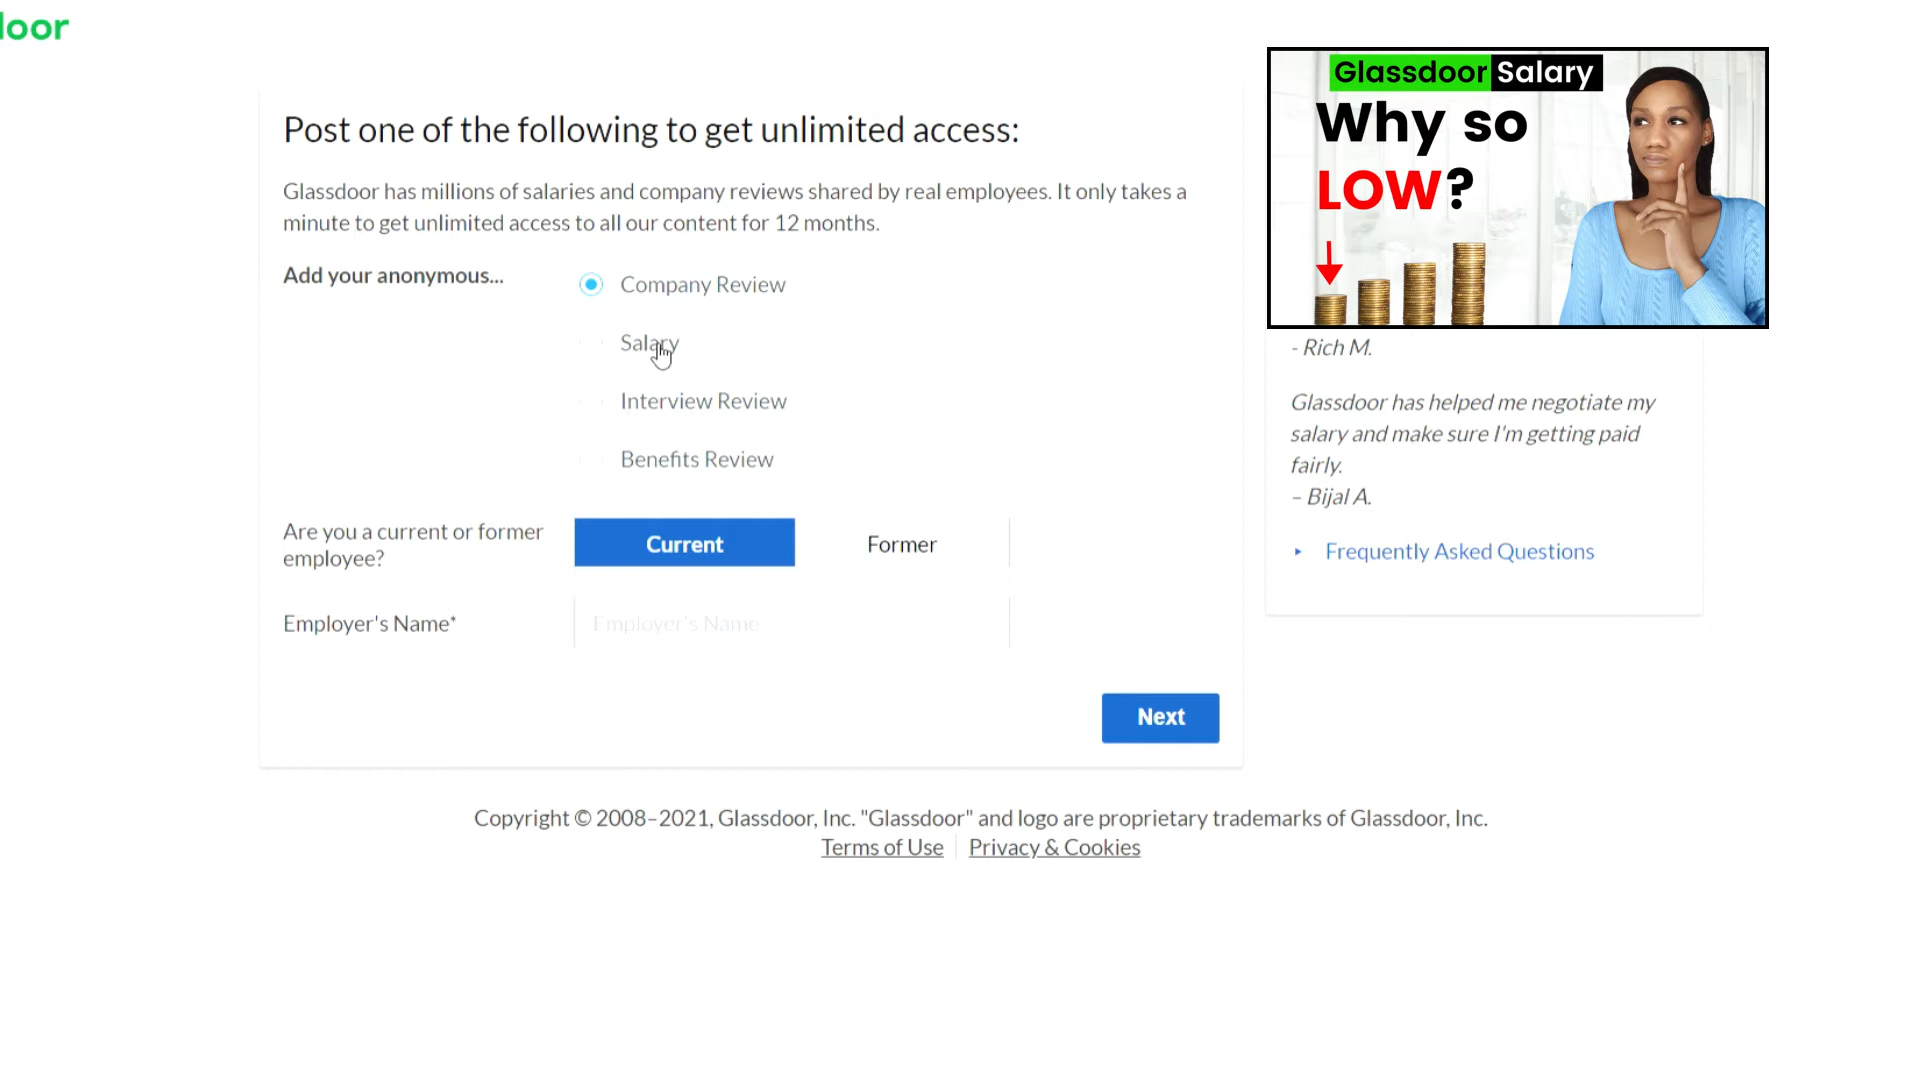 door
Post one of the following to get unlimited access:
Glassdoor has millions of salaries and company reviews shared by real employees. It only takes a
minute to get unlimited access to all our content for 12 months.
Add your anonymous...
Company Review
Salary
Interview Review
Benefits Review
Are you a current or former
employee?
Current
Former
Employer's Name*
Employer's Name
Next
Glassdoor Salary
Why so
LOW?
- Rich M.
Glassdoor has helped me negotiate my
salary and make sure I'm getting paid
fairly.
– Bijal A.
Frequently Asked Questions
Copyright © 2008–2021, Glassdoor, Inc. "Glassdoor" and logo are proprietary trademarks of Glassdoor, Inc.
Terms of Use
Privacy & Cookies